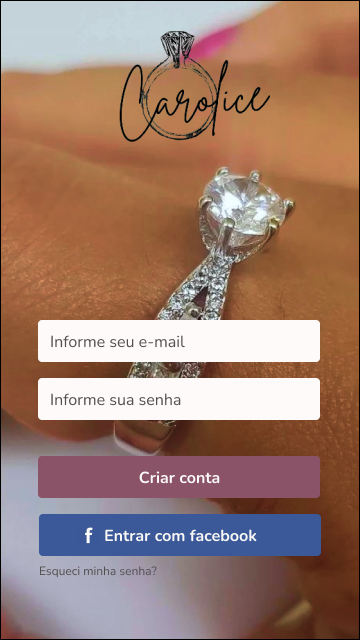 Carolice
Informe seu e-mail
Informe sua senha
Criar conta
f Entrar com facebook
Esqueci minha senha?